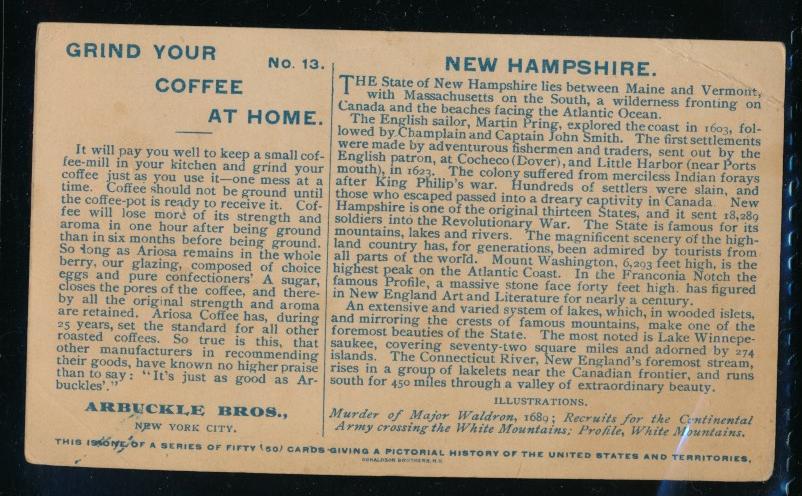 GRIND YOUR
No. 13.
COFFEE
AT HOME.
It will pay you well to keep a small cof-
fee-mill in your kitchen and grind your
coffee just as you use it—one mess at a
time. Coffee should not be ground until
the coffee-pot is ready to receive it. Cof-
fee will lose more of its strength and
aroma in one hour after being ground
than in six months before being ground.
So long as Ariosa remains in the whole
berry, our glazing, composed of choice
eggs and pure confectioners' A sugar,
closes the pores of the coffee, and there-
by all the original strength and aroma
are retained. Ariosa Coffee has, during
25 years, set the standard for all other
roasted coffees. So true is this, that
other manufacturers in recommending
their goods, have known no higher praise
than to say: "It's just as good as Ar-
buckles'."
ARBUCKLE BROS.,
NEW YORK CITY.
NEW HAMPSHIRE.
THE State of New Hampshire lies between Maine and Vermont,
with Massachusetts on the South, a wilderness fronting on
Canada and the beaches facing the Atlantic Ocean.
The English sailor, Martin Pring, explored the coast in 1603, fol-
lowed by Champlain and Captain John Smith. The first settlements
were made by adventurous fishermen and traders, sent out by the
English patron, at Cocheco (Dover), and Little Harbor (near Ports
mouth), in 1623. The colony suffered from merciless Indian forays
after King Philip's war. Hundreds of settlers were slain, and
those who escaped passed into a dreary captivity in Canada. New
Hampshire is one of the original thirteen States, and it sent 18,289
soldiers into the Revolutionary War. The State is famous for its
mountains, lakes and rivers. The magnificent scenery of the high-
land country has, for generations, been admired by tourists from
all parts of the world. Mount Washington, 6,293 feet high, is the
highest peak on the Atlantic Coast. In the Franconia Notch the
famous Profile, a massive stone face forty feet high. has figured
in New England Art and Literature for nearly a century.
An extensive and varied system of lakes, which, in wooded islets,
and mirroring the crests of famous mountains, make one of the
foremost beauties of the State. The most noted is Lake Winnepe-
saukee, covering seventy-two square miles and adorned by 274
islands. The Connecticut River, New England's foremost stream,
rises in a group of lakelets near the Canadian frontier, and runs
south for 450 miles through a valley of extraordinary beauty.
ILLUSTRATIONS.
Murder of Major Waldron, 1689; Recruits for the Continental
Army crossing the White Mountains; Profile, White Mountains.
THIS IS ONE OF A SERIES OF FIFTY (50) CARDS GIVING A PICTORIAL HISTORY OF THE UNITED STATES AND TERRITORIES,
DONALDSON BROTHERS, N.Y.